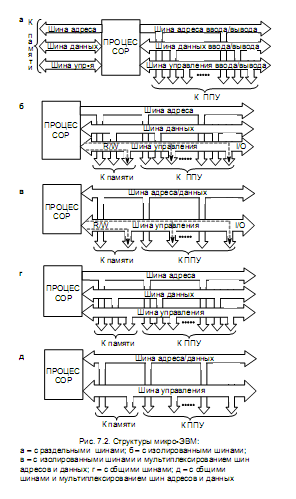 а
К памяти
Шина адреса
Шина данных
Шина упр-я
ПРОЦЕС
СОР
Шина адреса ввода/вывода
Шина данных ввода/вывода
Шина управления ввода/вывода
К ППУ
б
ПРОЦЕС
СОР
Шина адреса
Шина данных
R/W Шина управления I/O
К памяти К ППУ
в
ПРОЦЕС
СОР
Шина адреса/данных
R/W Шина управления I/O
К памяти К ППУ
г
ПРОЦЕС
СОР
Шина адреса
Шина данных
Шина управления
К памяти К ППУ
д
ПРОЦЕС
СОР
Шина адреса/данных
Шина управления
К памяти К ППУ
Рис. 7.2. Структуры микро-ЭВМ:
а – с раздельными шинами; б – с изолированными шинами;
в – с изолированными шинами и мультиплексированием шин
адресов и данных; г – с общими шинами; д – с общими
шинами и мультиплексированием шин адресов и данных